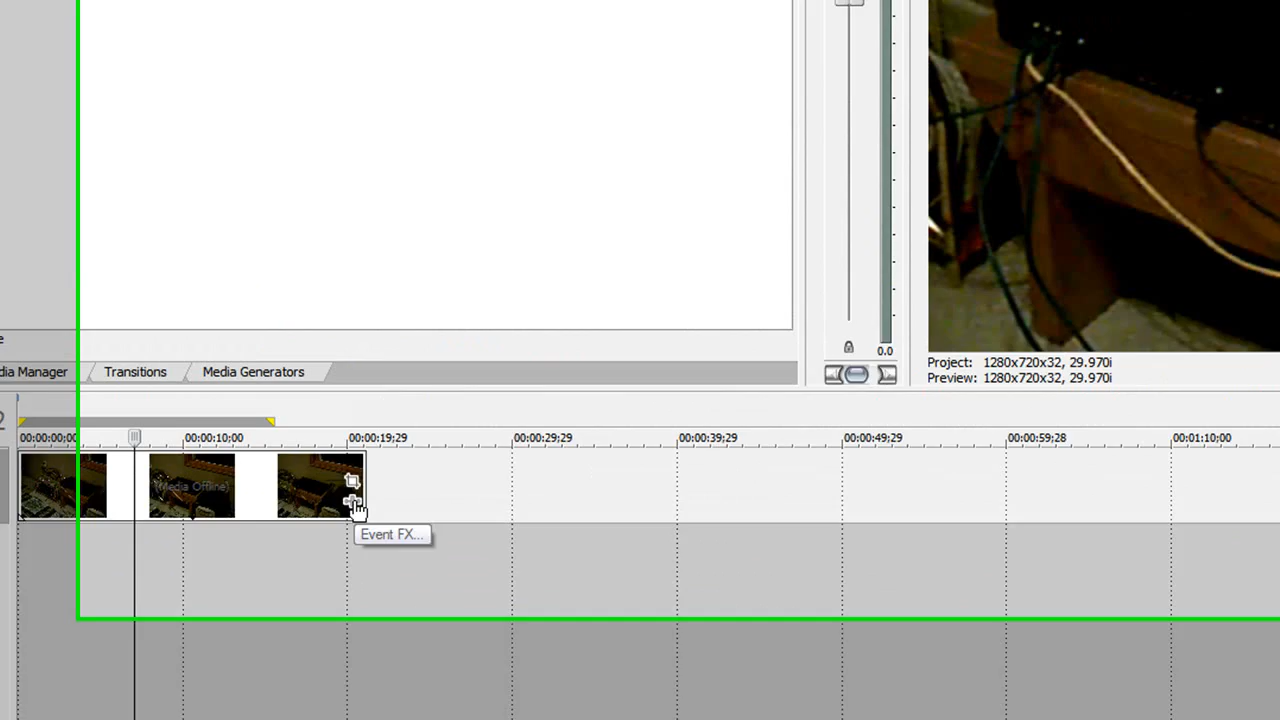 0.0
e
Project: 1280x720x32, 29.970i
Preview: 1280x720x32, 29.970i
dia Manager Transitions Media Generators
2
00:00:00;00 00:00:10;00 00:00:19;29 00:00:29;29 00:00:39;29 00:00:49;29 00:00:59;28 00:01:10;00
(Media Offline)
Event FX...